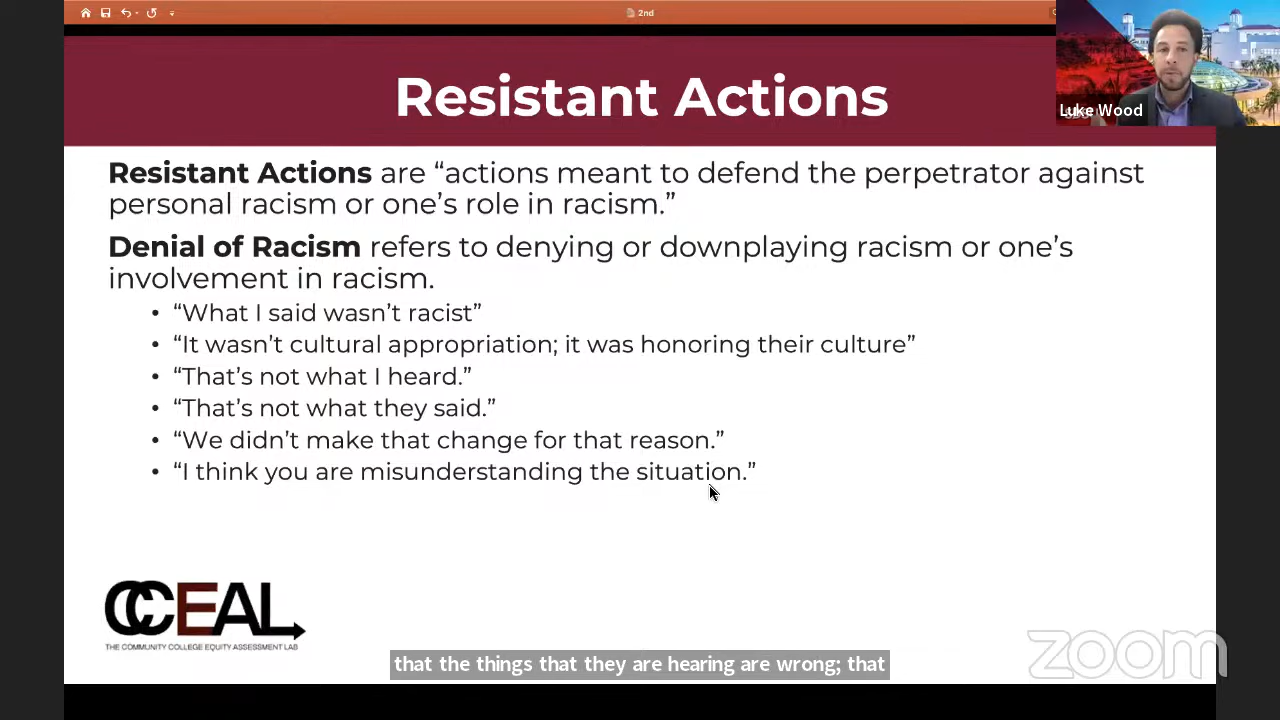 2nd
Resistant Actions
Luke Wood
Resistant Actions are “actions meant to defend the perpetrator against
personal racism or one’s role in racism.”
Denial of Racism refers to denying or downplaying racism or one’s
involvement in racism.
• “What I said wasn’t racist”
• “It wasn’t cultural appropriation; it was honoring their culture”
• “That’s not what I heard.”
• “That’s not what they said.”
• “We didn’t make that change for that reason.”
• “I think you are misunderstanding the situation.”
CCEAL
THE COMMUNITY COLLEGE EQUITY ASSESSMENT LAB
that the things that they are hearing are wrong; that
zoom